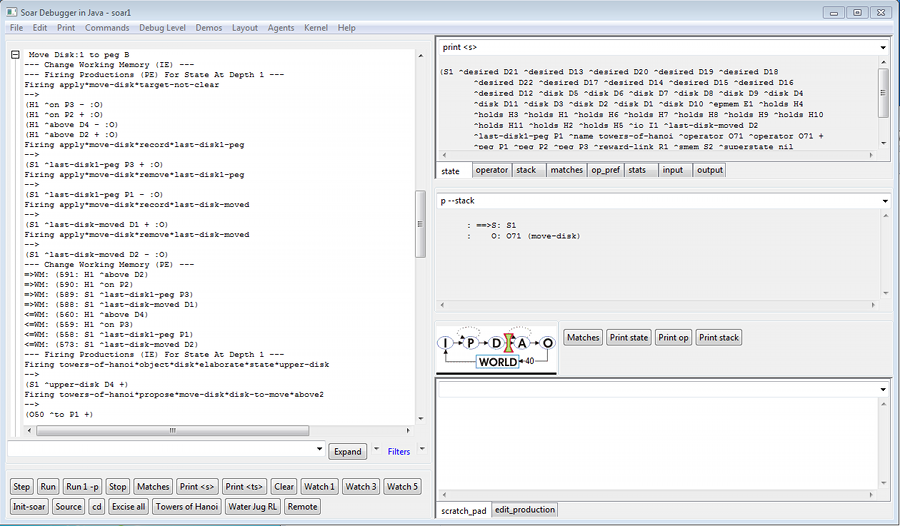 Soar Debugger in Java - soar1
File Edit Print Commands Debug Level Demos Layout Agents Kernel Help
Move Disk:1 to peg B
--- Change Working Memory (IE) ---
--- Firing Productions (PE) For State At Depth 1 ---
Firing apply*move-disk*target-not-clear
-->
(H1 ^on P3 - :O)
(H1 ^on P2 + :O)
(H1 ^above D4 - :O)
(H1 ^above D2 + :O)
Firing apply*move-disk*record*last-disk1-peg
-->
(S1 ^last-disk1-peg P3 + :O)
Firing apply*move-disk*remove*last-disk1-peg
-->
(S1 ^last-disk1-peg P1 - :O)
Firing apply*move-disk*record*last-disk-moved
-->
(S1 ^last-disk-moved D1 + :O)
Firing apply*move-disk*remove*last-disk-moved
-->
(S1 ^last-disk-moved D2 - :O)
--- Change Working Memory (PE) ---
=>WM: (591: H1 ^above D2)
=>WM: (590: H1 ^on P2)
=>WM: (589: S1 ^last-disk1-peg P3)
=>WM: (588: S1 ^last-disk-moved D1)
<=WM: (560: H1 ^above D4)
<=WM: (559: H1 ^on P3)
<=WM: (558: S1 ^last-disk1-peg P1)
<=WM: (573: S1 ^last-disk-moved D2)
--- Firing Productions (IE) For State At Depth 1 ---
Firing towers-of-hanoi*object*disk*elaborate*state*upper-disk
-->
(S1 ^upper-disk D4 +)
Firing towers-of-hanoi*propose*move-disk*disk-to-move*above2
-->
(O50 ^to P1 +)
Expand Filters
Step Run Run 1 -p Stop Matches Print <s> Print <ts> Clear Watch 1 Watch 3 Watch 5
Init-soar Source cd Excise all Towers of Hanoi Water Jug RL Remote
print <s>
(S1 ^desired D21 ^desired D13 ^desired D20 ^desired D19 ^desired D18
^desired D22 ^desired D17 ^desired D14 ^desired D15 ^desired D16
^desired D12 ^disk D5 ^disk D6 ^disk D7 ^disk D8 ^disk D9 ^disk D4
^disk D11 ^disk D3 ^disk D2 ^disk D1 ^disk D10 ^epmem E1 ^holds H4
^holds H3 ^holds H1 ^holds H6 ^holds H7 ^holds H8 ^holds H9 ^holds H10
^holds H11 ^holds H2 ^holds H5 ^io I1 ^last-disk-moved D2
^last-disk1-peg P1 ^name towers-of-hanoi ^operator O71 ^operator O71 +
^peg P1 ^peg P2 ^peg P3 ^reward-link R1 ^smem S2 ^superstate nil
state operator stack matches op_pref stats input output
p --stack
: ==>S: S1
: O: O71 (move-disk)
I P D A O
WORLD 40
Matches Print state Print op Print stack
scratch_pad edit_production